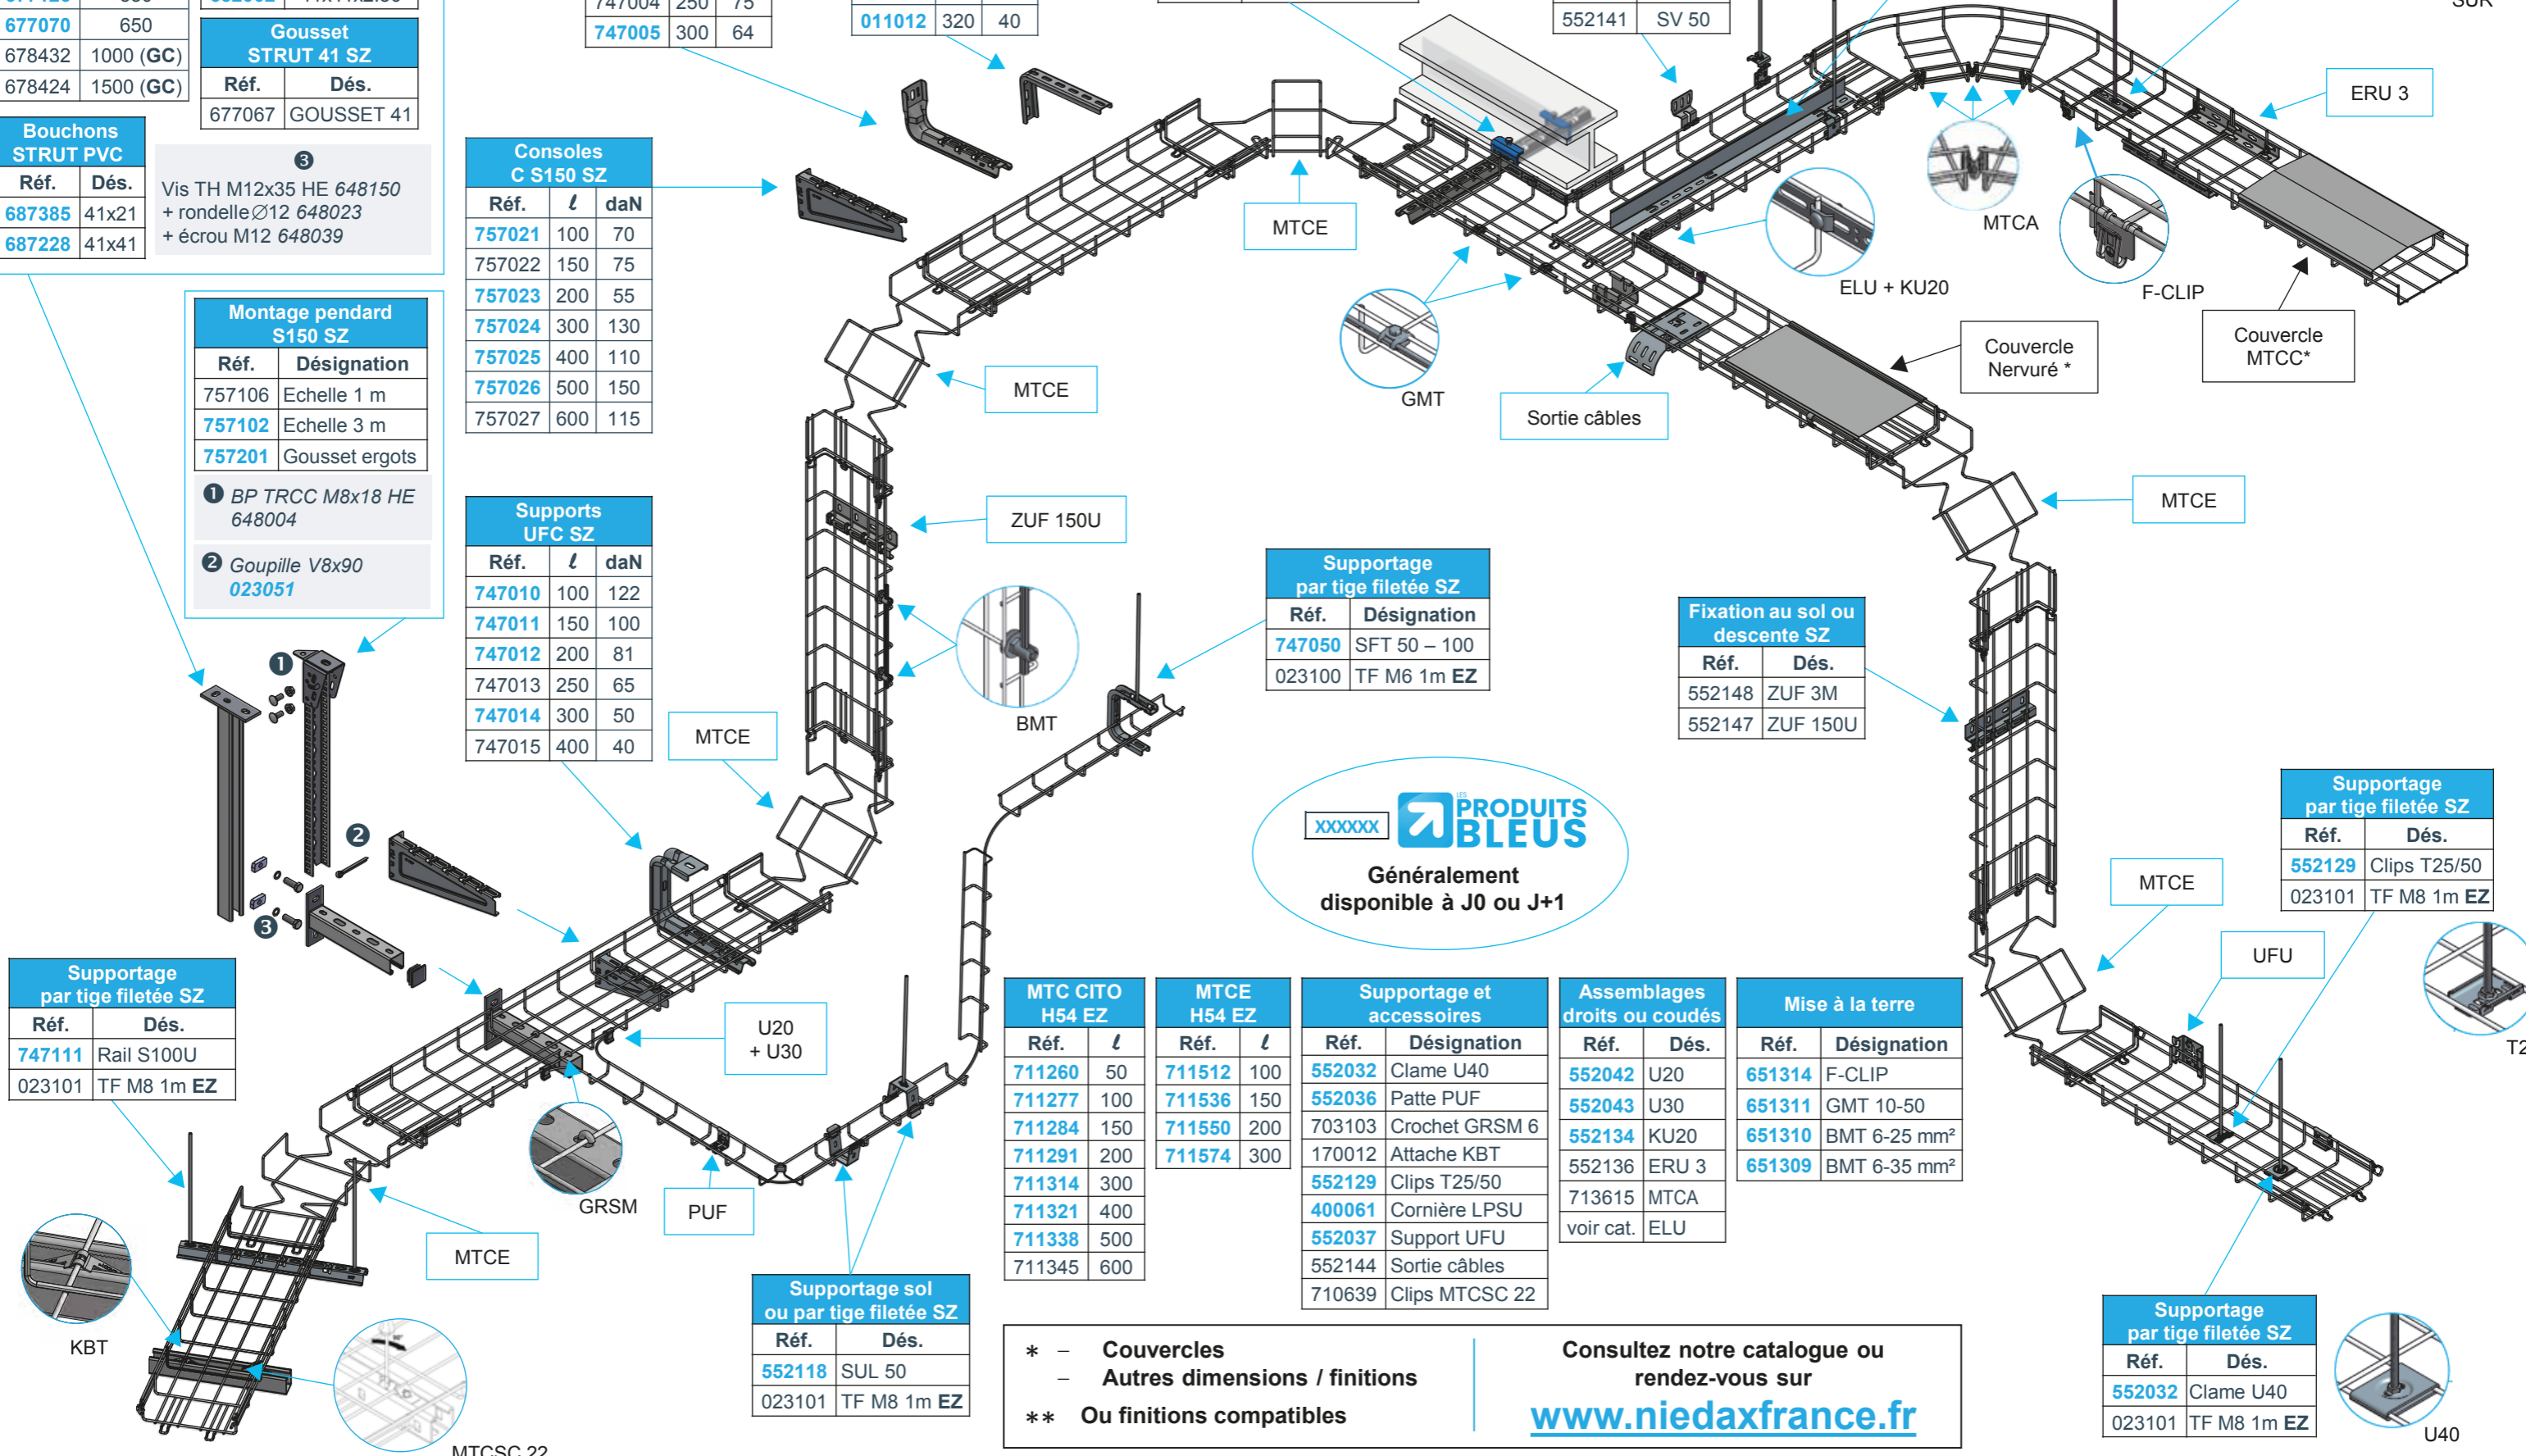 677070 650
678432 1000 (GC)
678424 1500 (GC)
Gousset
STRUT 41 SZ
Réf. Dés.
677067 GOUSSET 41
747004 250 75
747005 300 64
011012 320 40
552141 SV 50
Bouchons
STRUT PVC
Réf. Dés.
687385 41x21
687228 41x41
❸
Vis TH M12x35 HE 648150
+ rondelle Ø12 648023
+ écrou M12 648039
Consoles
C S150 SZ
Réf. ℓ daN
757021 100 70
757022 150 75
757023 200 55
757024 300 130
757025 400 110
757026 500 150
757027 600 115
Montage pendard
S150 SZ
Réf. Désignation
757106 Echelle 1 m
757102 Echelle 3 m
757201 Gousset ergots
❶ BP TRCC M8x18 HE
648004
❷ Goupille V8x90
023051
Supports
UFC SZ
Réf. ℓ daN
747010 100 122
747011 150 100
747012 200 81
747013 250 65
747014 300 50
747015 400 40
MTCE
ERU 3
MTCA
F-CLIP
ELU + KU20
GMT
Couvercle
Nervuré *
Couvercle
MTCC*
Sortie câbles
MTCE
MTCE
ZUF 150U
BMT
MTCE
Supportage
par tige filetée SZ
Réf. Désignation
747050 SFT 50 – 100
023100 TF M6 1m EZ
Fixation au sol ou
descente SZ
Réf. Dés.
552148 ZUF 3M
552147 ZUF 150U
xxxxxx
LES
PRODUITS
BLEUS
Généralement
disponible à J0 ou J+1
Supportage
par tige filetée SZ
Réf. Dés.
552129 Clips T25/50
023101 TF M8 1m EZ
MTCE
UFU
❶
❷
❸
Supportage
par tige filetée SZ
Réf. Dés.
747111 Rail S100U
023101 TF M8 1m EZ
U20
+ U30
GRSM
PUF
MTCE
KBT
MTCSC 22
Supportage sol
ou par tige filetée SZ
Réf. Dés.
552118 SUL 50
023101 TF M8 1m EZ
MTC CITO
H54 EZ
Réf. ℓ
711260 50
711277 100
711284 150
711291 200
711314 300
711321 400
711338 500
711345 600
MTCE
H54 EZ
Réf. ℓ
711512 100
711536 150
711550 200
711574 300
Supportage et
accessoires
Réf. Désignation
552032 Clame U40
552036 Patte PUF
703103 Crochet GRSM 6
170012 Attache KBT
552129 Clips T25/50
400061 Cornière LPSU
552037 Support UFU
552144 Sortie câbles
710639 Clips MTCSC 22
Assemblages
droits ou coudés
Réf. Dés.
552042 U20
552043 U30
552134 KU20
552136 ERU 3
713615 MTCA
voir cat. ELU
Mise à la terre
Réf. Désignation
651314 F-CLIP
651311 GMT 10-50
651310 BMT 6-25 mm²
651309 BMT 6-35 mm²
* – Couvercles
– Autres dimensions / finitions
** Ou finitions compatibles
Consultez notre catalogue ou
rendez-vous sur
www.niedaxfrance.fr
Supportage
par tige filetée SZ
Réf. Dés.
552032 Clame U40
023101 TF M8 1m EZ
U40